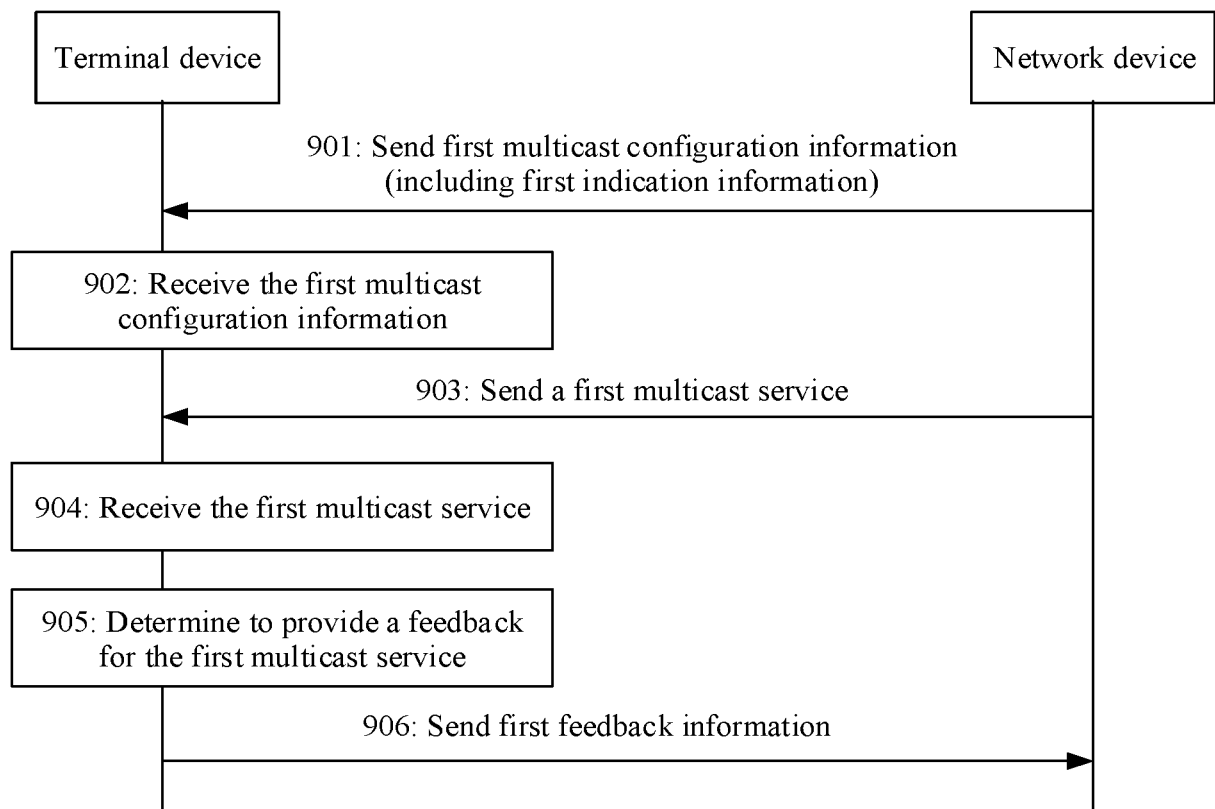 Terminal device
Network device
901: Send first multicast configuration information
(including first indication information)
902: Receive the first multicast
configuration information
903: Send a first multicast service
904: Receive the first multicast service
905: Determine to provide a feedback
for the first multicast service
906: Send first feedback information